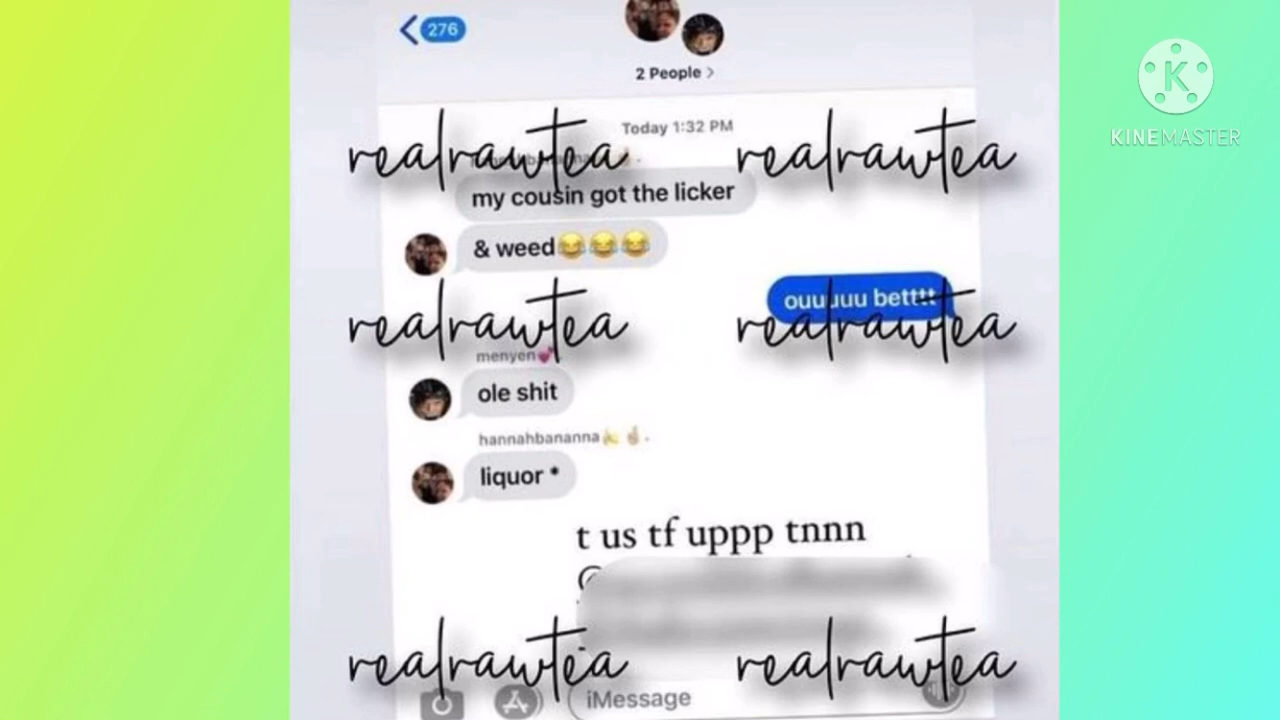 276
2 People >
KINEMASTER
Today 1:32 PM
realrawtea realrawtea
my cousin got the licker
& weed😂😂😂
ouuuuu betttt
realrawtea realrawtea
menyen💕
ole shit
hannahbananna🍌🤞🏼.
liquor *
t us tf uppp tnnn
@
realrawtea realrawtea
iMessage